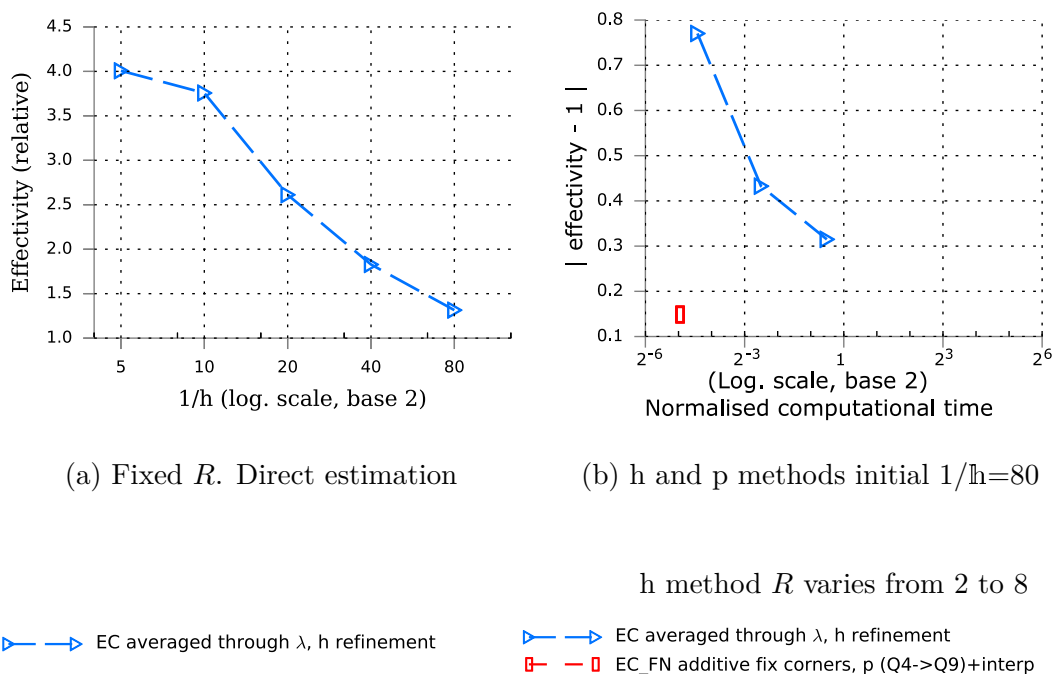 4.5
4.0
3.5
3.0
2.5
2.0
1.5
1.0
Effectivity (relative)
5 10 20 40 80
1/h (log. scale, base 2)
(a) Fixed R. Direct estimation
EC averaged through λ, h refinement
0.8
0.7
0.6
0.5
0.4
0.3
0.2
0.1
| effectivity - 1 |
2^-6 2^-3 1 2^3 2^6
(Log. scale, base 2)
Normalised computational time
(b) h and p methods initial 1/h=80
h method R varies from 2 to 8
EC averaged through λ, h refinement
EC_FN additive fix corners, p (Q4->Q9)+interp